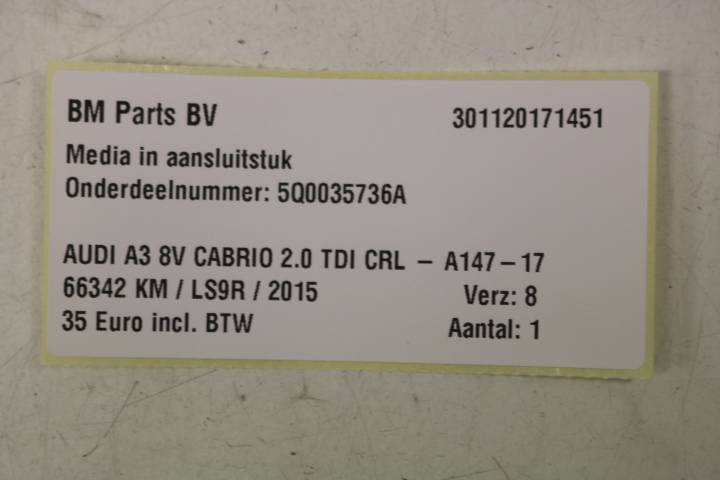 BM Parts BV 301120171451
Media in aansluitstuk
Onderdeelnummer: 5Q0035736A
AUDI A3 8V CABRIO 2.0 TDI CRL – A147–17
66342 KM / LS9R / 2015 Verz: 8
35 Euro incl. BTW Aantal: 1